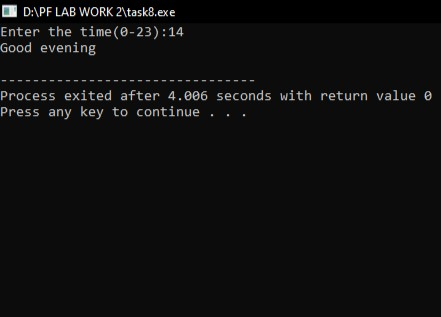 D:\PF LAB WORK 2\task8.exe
Enter the time(0-23):14
Good evening
--------------------------------
Process exited after 4.006 seconds with return value 0
Press any key to continue . . .